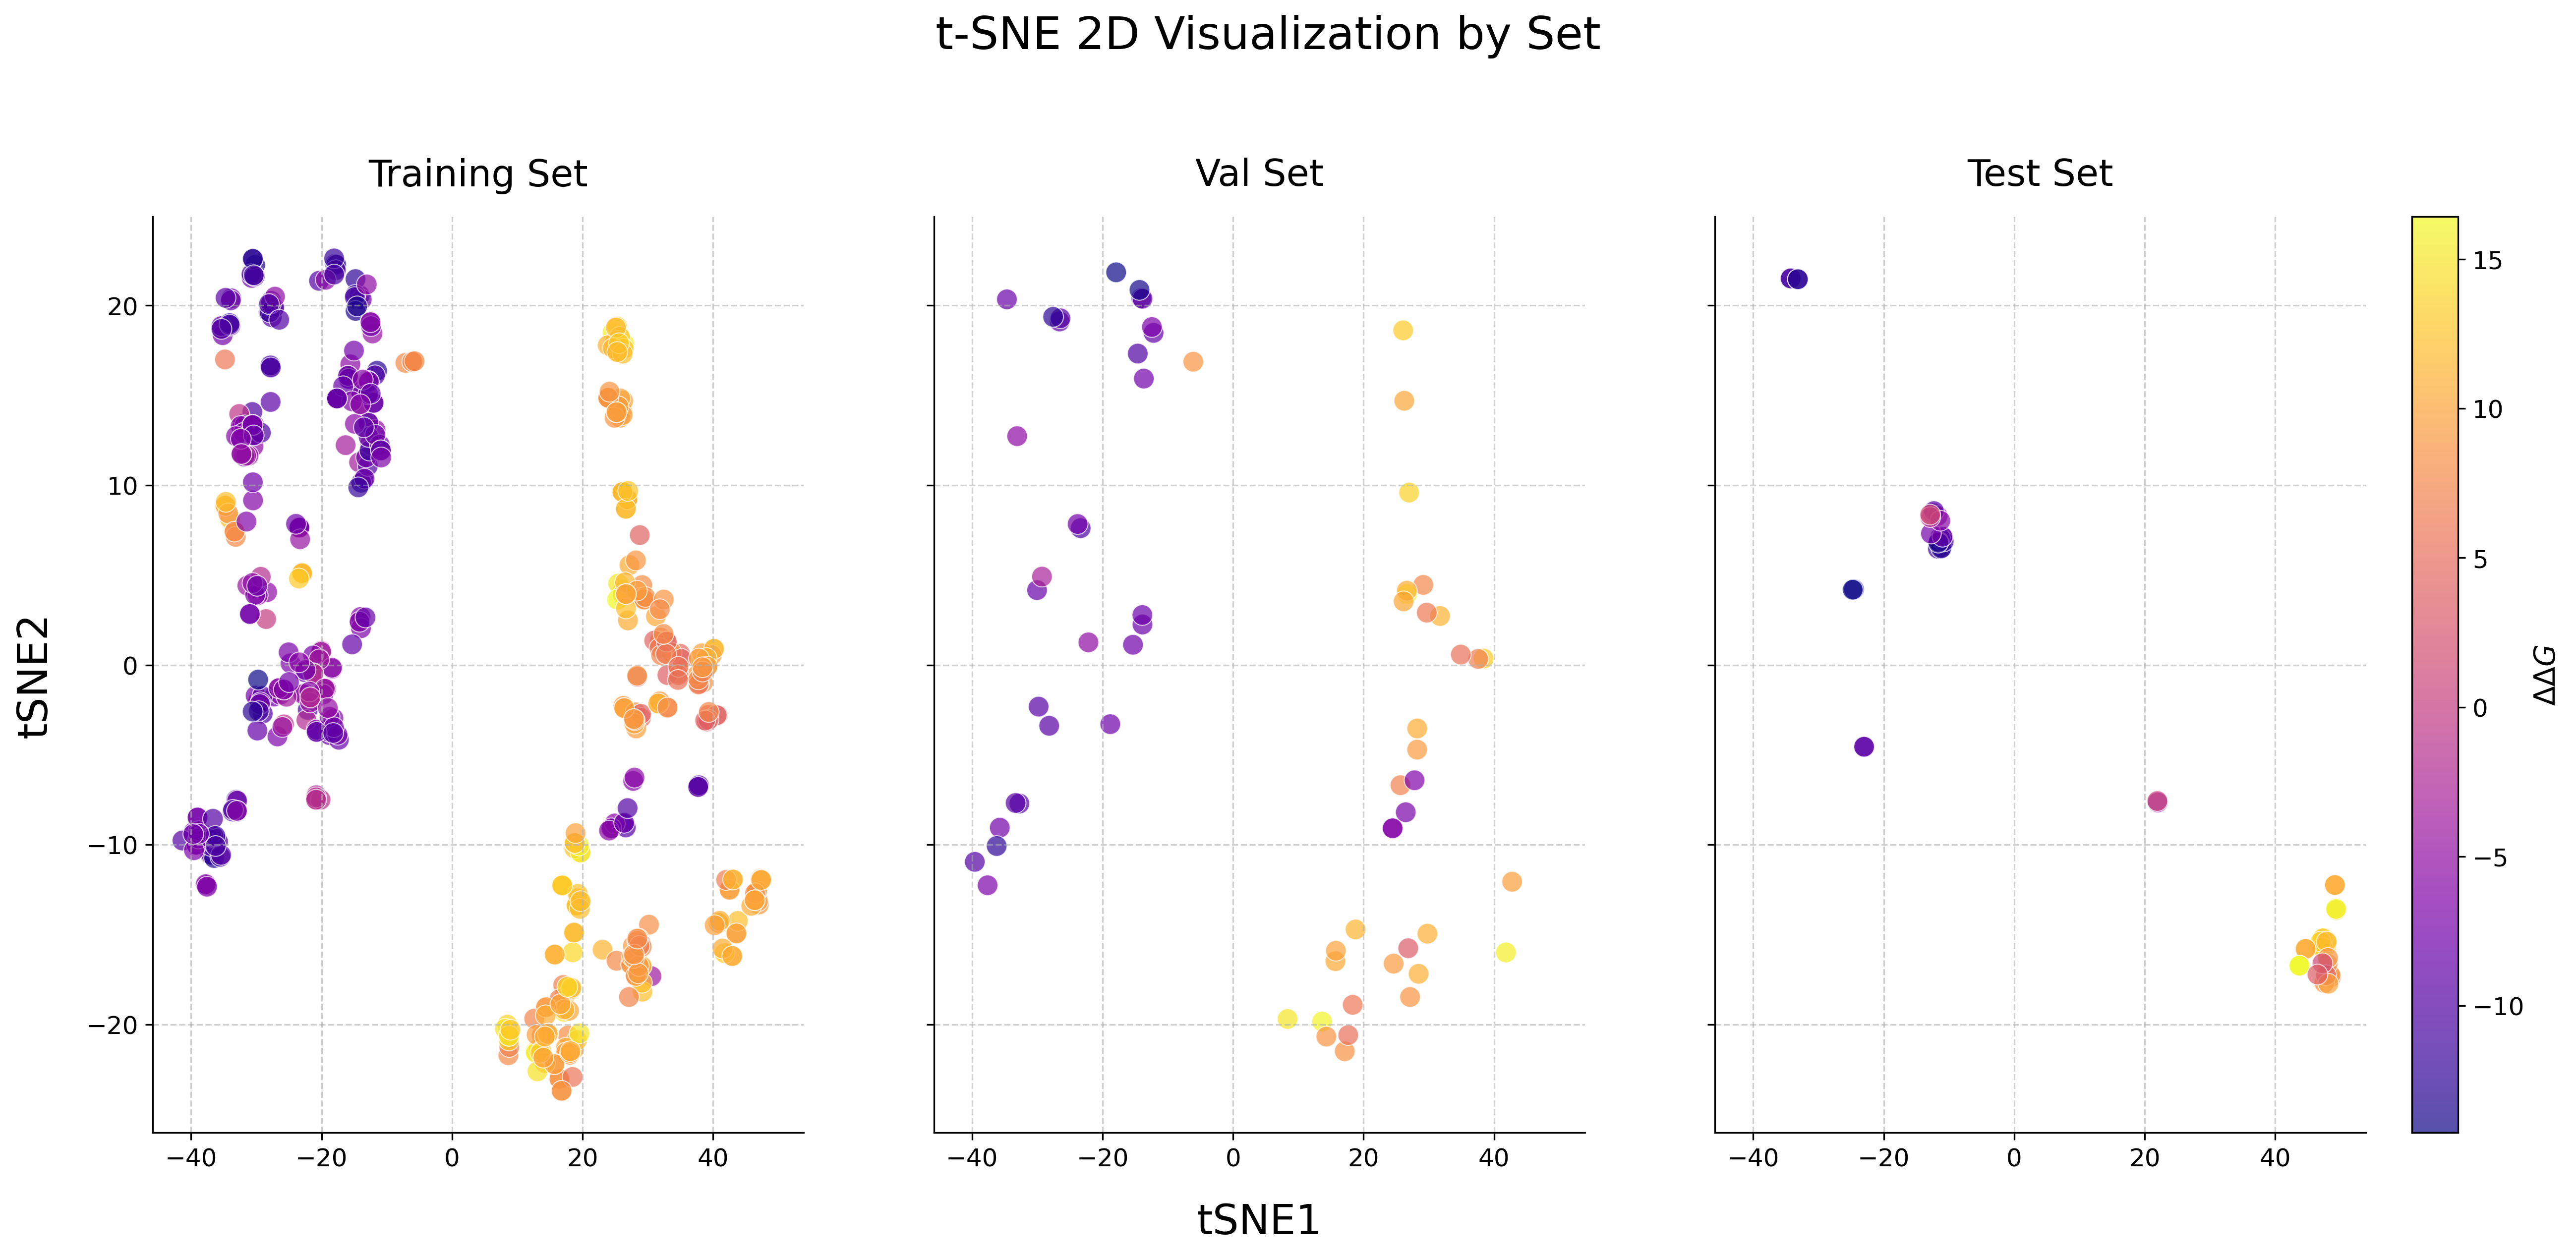 t-SNE 2D Visualization by Set
Training Set
Val Set
Test Set
20
10
0
−10
−20
tSNE2
−40 −20 0 20 40
−40 −20 0 20 40
−40 −20 0 20 40
tSNE1
15
10
5
0
−5
−10
ΔΔG